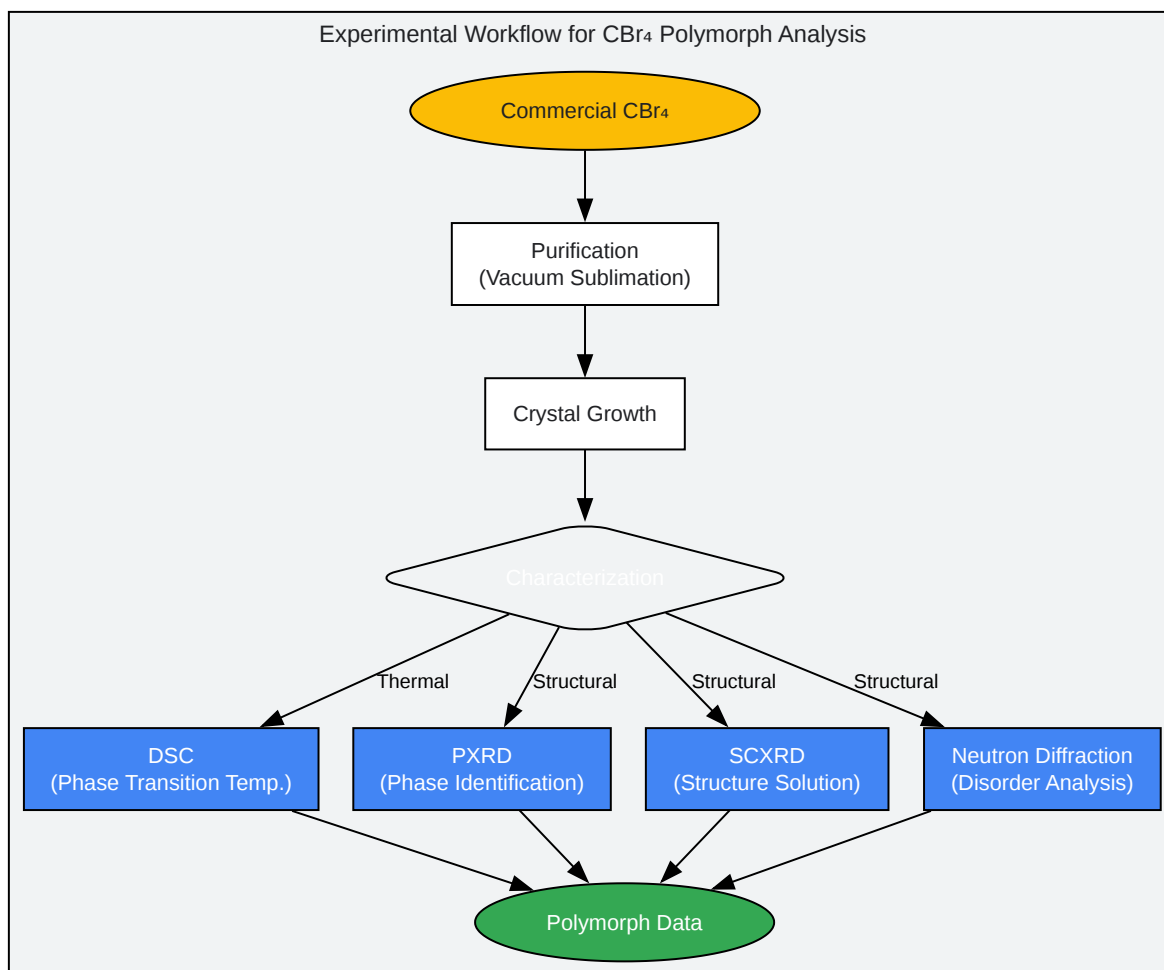 Experimental Workflow for CBr₄ Polymorph Analysis
Commercial CBr₄
Purification
(Vacuum Sublimation)
Crystal Growth
Characterization
Thermal
Structural
Structural
Structural
DSC
(Phase Transition Temp.)
PXRD
(Phase Identification)
SCXRD
(Structure Solution)
Neutron Diffraction
(Disorder Analysis)
Polymorph Data